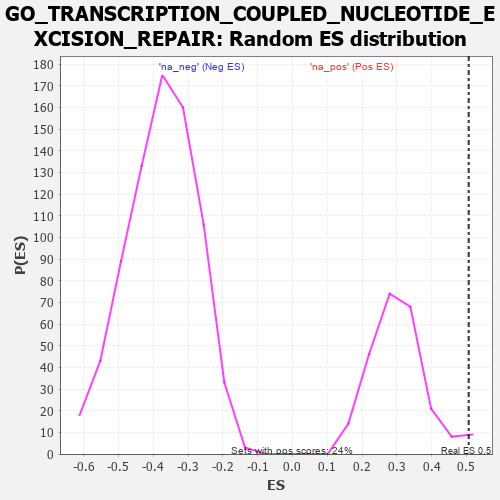 GO_TRANSCRIPTION_COUPLED_NUCLEOTIDE_E
XCISION_REPAIR: Random ES distribution
'na_neg' (Neg ES)
'na_pos' (Pos ES)
180
170
160
150
140
130
120
110
100
90
80
70
60
50
40
30
20
10
0
P(ES)
Sets with pos scores: 24%
Real ES 0.5
-0.6 -0.5 -0.4 -0.3 -0.2 -0.1 0.0 0.1 0.2 0.3 0.4 0.5
ES